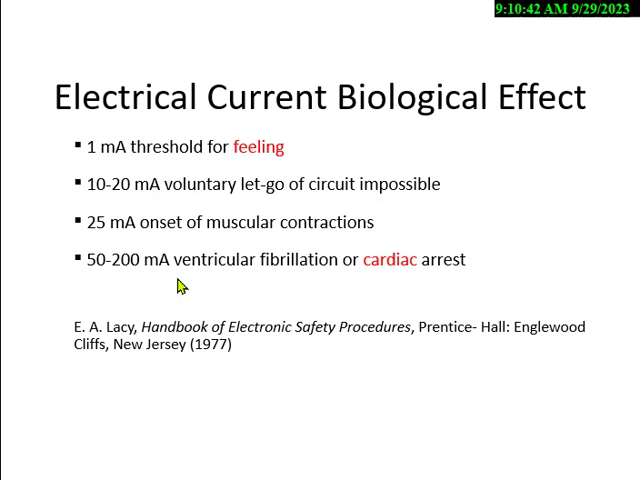 9:10:42 AM 9/29/2023
Electrical Current Biological Effect
▪ 1 mA threshold for feeling
▪ 10-20 mA voluntary let-go of circuit impossible
▪ 25 mA onset of muscular contractions
▪ 50-200 mA ventricular fibrillation or cardiac arrest
E. A. Lacy, Handbook of Electronic Safety Procedures, Prentice- Hall: Englewood
Cliffs, New Jersey (1977)